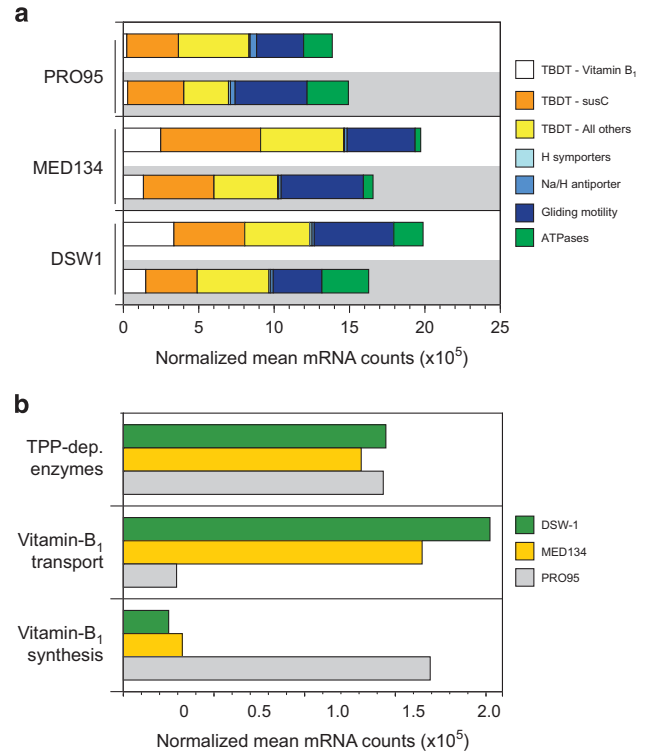 a
PRO95
MED134
DSW1
TBDT - Vitamin B₁
TBDT - susC
TBDT - All others
H symporters
Na/H antiporter
Gliding motility
ATPases
0 5 10 15 20 25
Normalized mean mRNA counts (x10⁵)
b
TPP-dep.
enzymes
Vitamin-B₁
transport
Vitamin-B₁
synthesis
DSW-1
MED134
PRO95
0 0.5 1.0 1.5 2.0
Normalized mean mRNA counts (x10⁵)